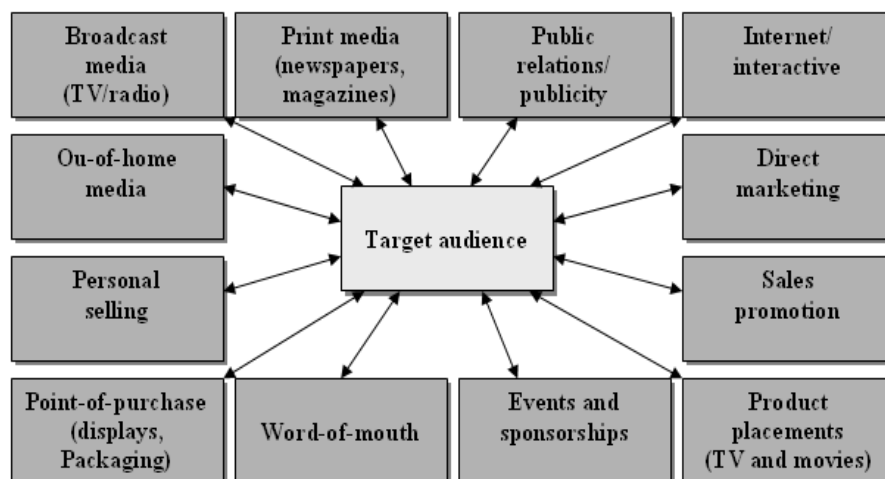 Broadcast
media
(TV/radio)
Print media
(newspapers,
magazines)
Public
relations/
publicity
Internet/
interactive
Ou-of-home
media
Direct
marketing
Target audience
Personal
selling
Sales
promotion
Point-of-purchase
(displays,
Packaging)
Word-of-mouth
Events and
sponsorships
Product
placements
(TV and movies)